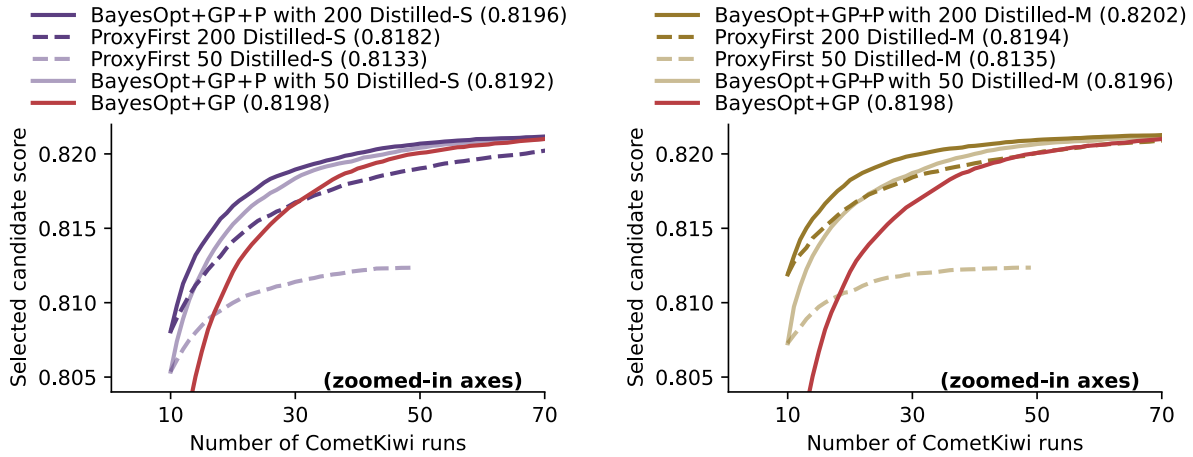 BayesOpt+GP+P with 200 Distilled-S (0.8196)
ProxyFirst 200 Distilled-S (0.8182)
ProxyFirst 50 Distilled-S (0.8133)
BayesOpt+GP+P with 50 Distilled-S (0.8192)
BayesOpt+GP (0.8198)
Selected candidate score
0.820
0.815
0.810
0.805
(zoomed-in axes)
10 30 50 70
Number of CometKiwi runs
BayesOpt+GP+P with 200 Distilled-M (0.8202)
ProxyFirst 200 Distilled-M (0.8194)
ProxyFirst 50 Distilled-M (0.8135)
BayesOpt+GP+P with 50 Distilled-M (0.8196)
BayesOpt+GP (0.8198)
Selected candidate score
0.820
0.815
0.810
0.805
(zoomed-in axes)
10 30 50 70
Number of CometKiwi runs